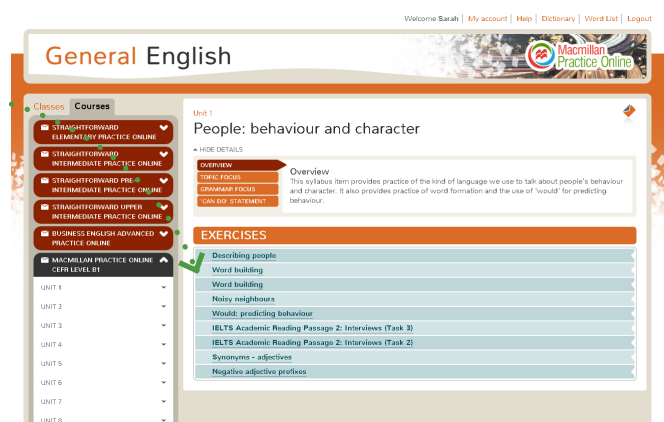 Welcome Sarah | My account | Help | Dictionary | Word List | Logout
General English
Macmillan
Practice Online
Classes Courses
STRAIGHTFORWARD
ELEMENTARY PRACTICE ONLINE
STRAIGHTFORWARD
INTERMEDIATE PRACTICE ONLINE
STRAIGHTFORWARD PRE-
INTERMEDIATE PRACTICE ONLINE
STRAIGHTFORWARD UPPER
INTERMEDIATE PRACTICE ONLINE
BUSINESS ENGLISH ADVANCED
PRACTICE ONLINE
MACMILLAN PRACTICE ONLINE
CEFR LEVEL B1
UNIT 1
UNIT 2
UNIT 3
UNIT 4
UNIT 5
UNIT 6
UNIT 7
UNIT 8
Unit 1
People: behaviour and character
HIDE DETAILS
OVERVIEW
TOPIC FOCUS
GRAMMAR FOCUS
'CAN DO' STATEMENT
Overview
This syllabus item provides practice of the kind of language we use to talk about people's behaviour
and character. It also provides practice of word formation and the use of 'would' for predicting
behaviour.
EXERCISES
Describing people
Word building
Word building
Noisy neighbours
Would: predicting behaviour
IELTS Academic Reading Passage 2: Interviews (Task 3)
IELTS Academic Reading Passage 2: Interviews (Task 2)
Synonyms - adjectives
Negative adjective prefixes